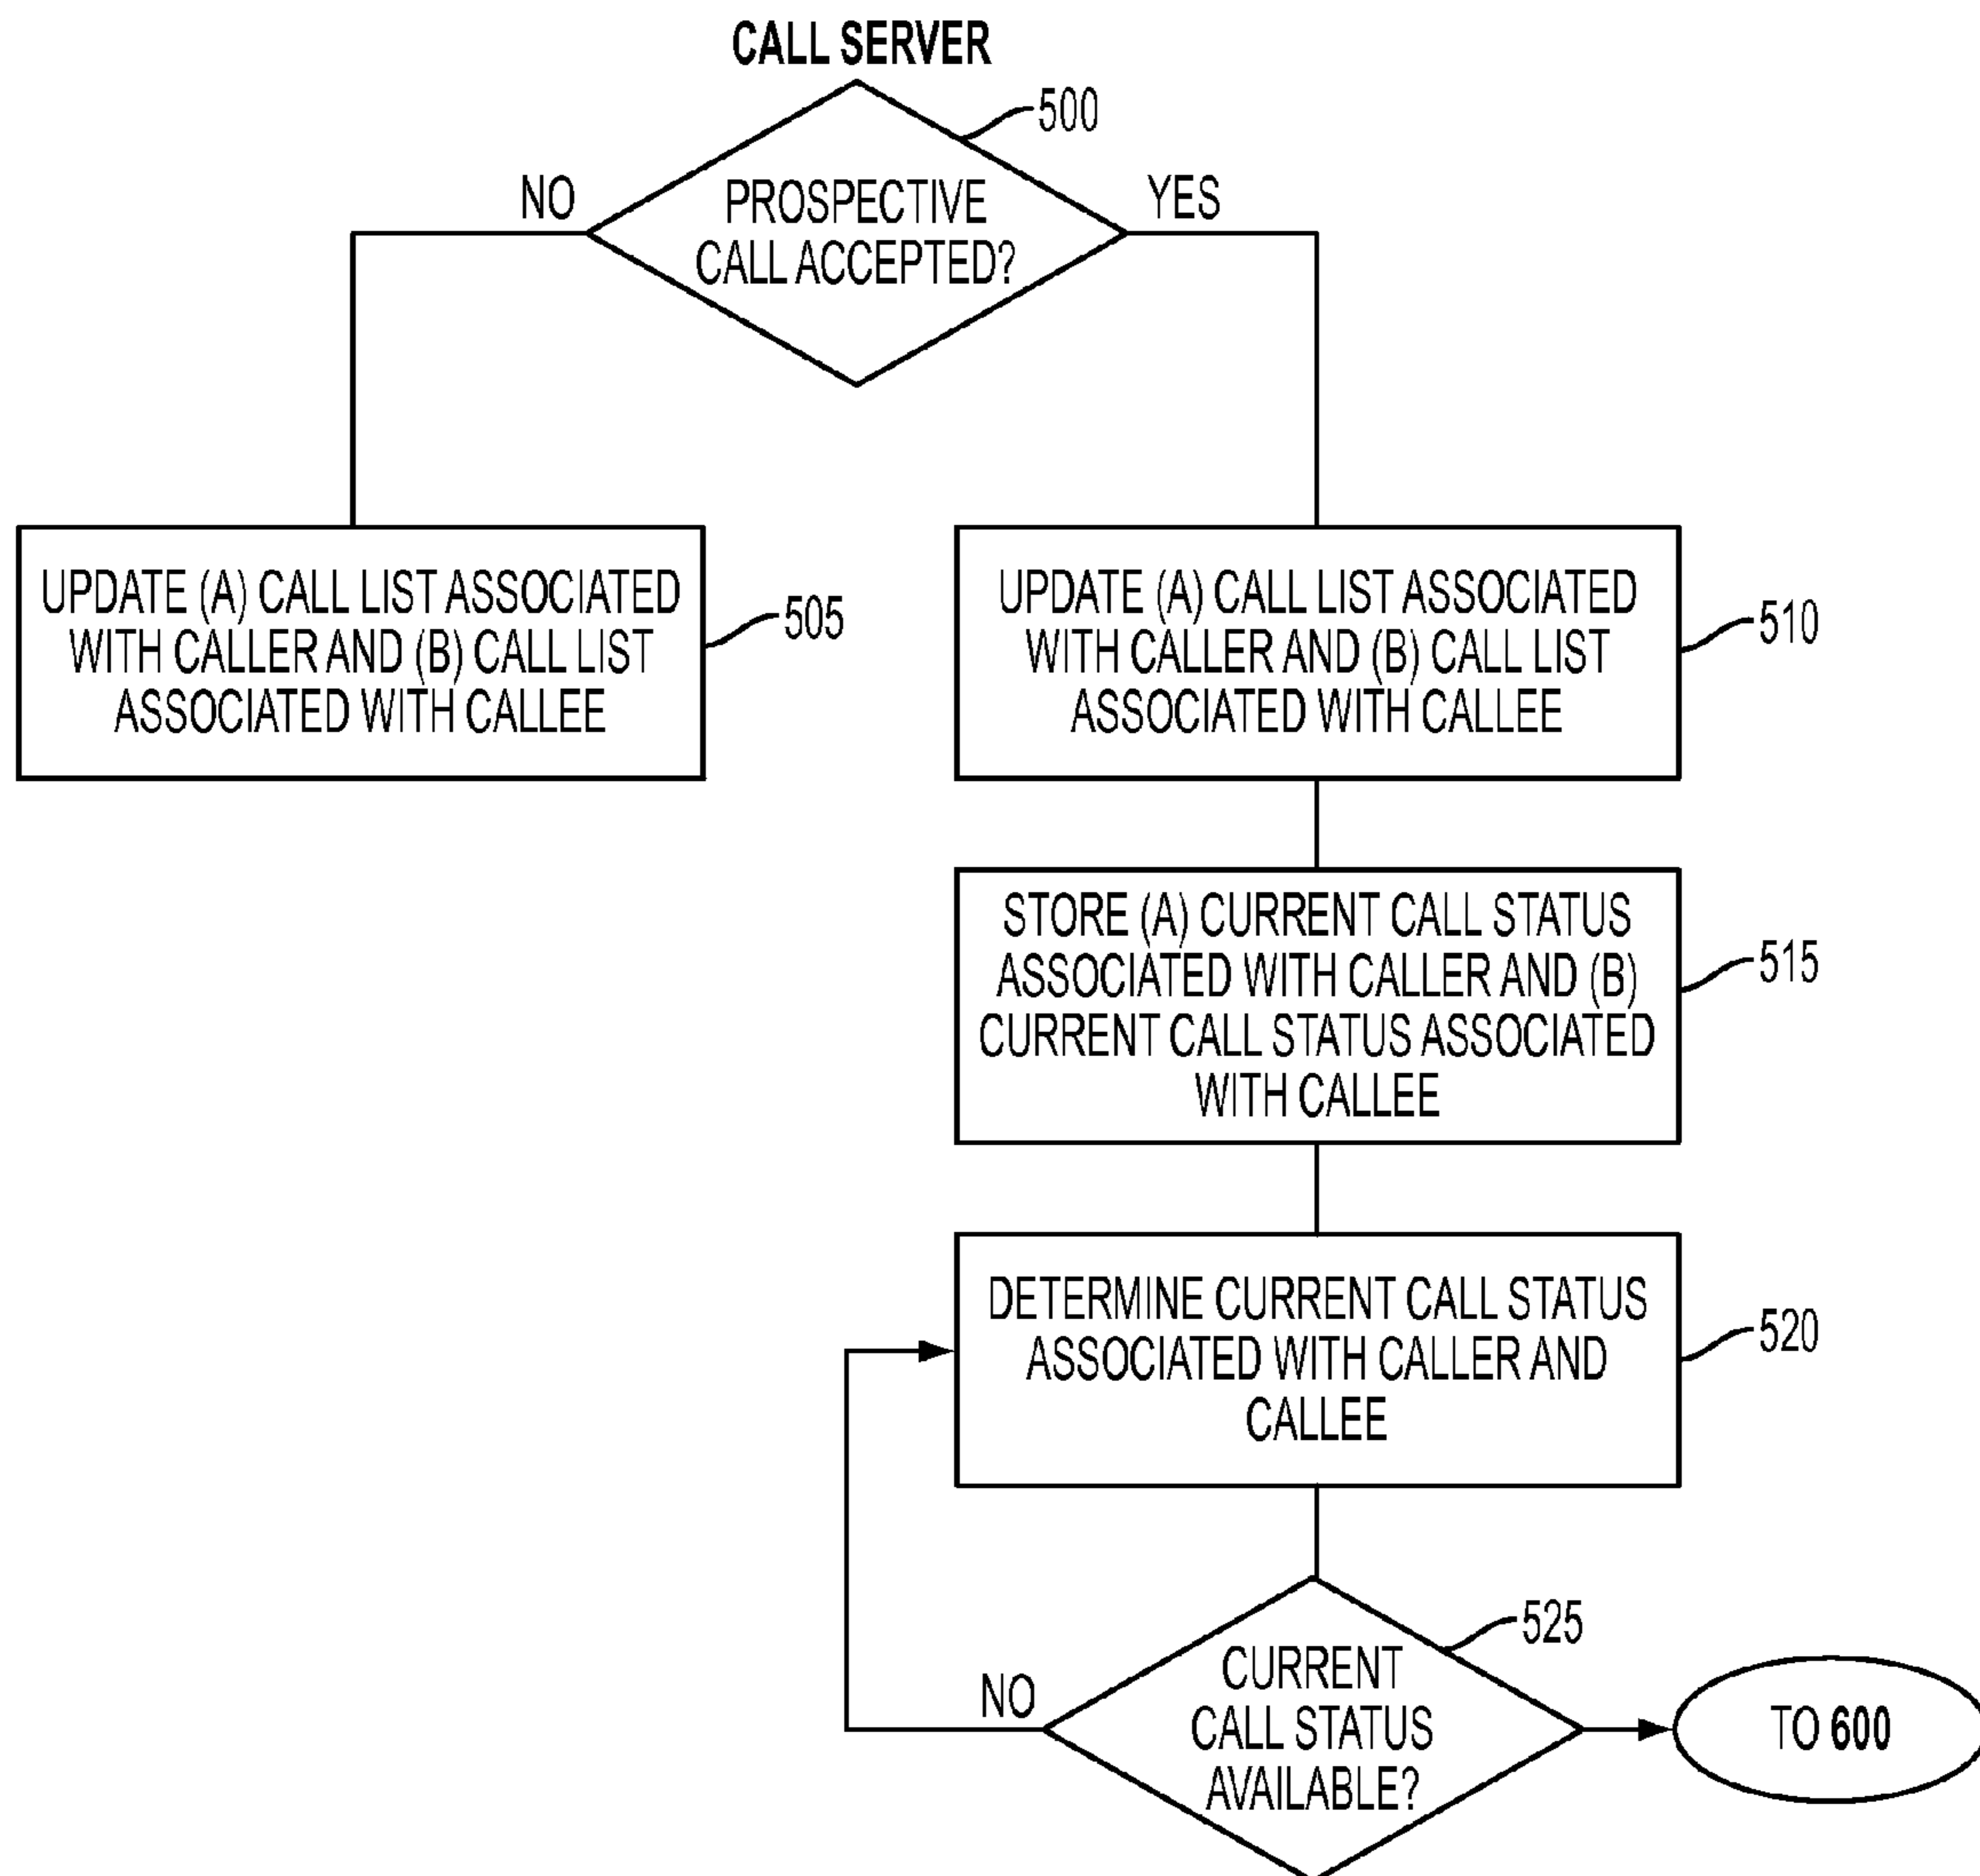 CALL SERVER
500
NO
YES
PROSPECTIVE
CALL ACCEPTED?
UPDATE (A) CALL LIST ASSOCIATED
WITH CALLER AND (B) CALL LIST
ASSOCIATED WITH CALLEE
505
UPDATE (A) CALL LIST ASSOCIATED
WITH CALLER AND (B) CALL LIST
ASSOCIATED WITH CALLEE
510
STORE (A) CURRENT CALL STATUS
ASSOCIATED WITH CALLER AND (B)
CURRENT CALL STATUS ASSOCIATED
WITH CALLEE
515
DETERMINE CURRENT CALL STATUS
ASSOCIATED WITH CALLER AND
CALLEE
520
525
NO
CURRENT
CALL STATUS
AVAILABLE?
TO 600